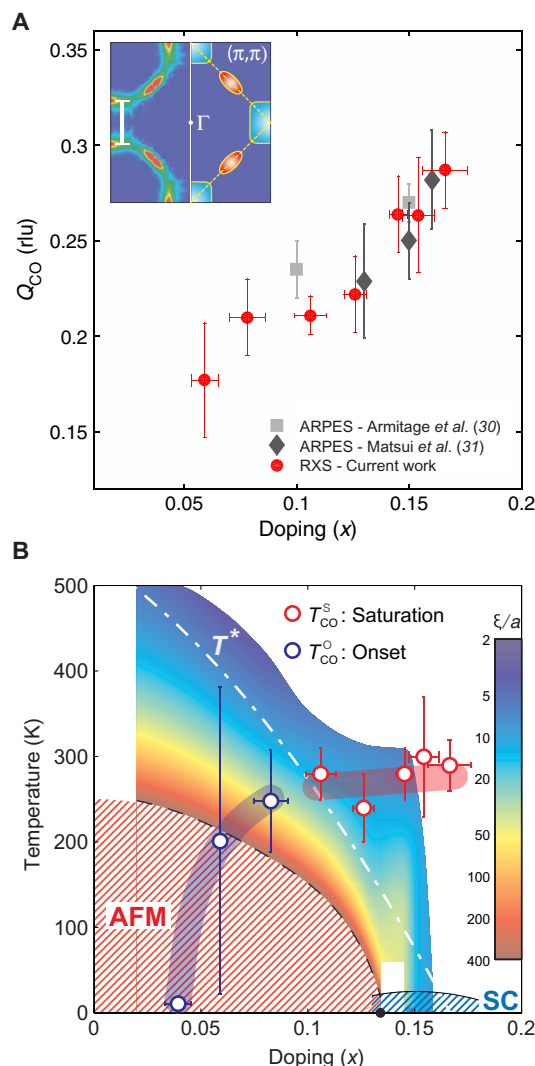 A
0.35
0.3
0.25
0.2
0.15
Q_CO (rlu)
(π,π)
Γ
ARPES - Armitage et al. (30)
ARPES - Matsui et al. (31)
RXS - Current work
0.05 0.1 0.15 0.2
Doping (x)
B
500
400
300
200
100
0
Temperature (K)
T*
T_CO^S : Saturation
T_CO^O : Onset
ξ/a
2
5
10
20
50
100
200
400
AFM
SC
0 0.05 0.1 0.15 0.2
Doping (x)